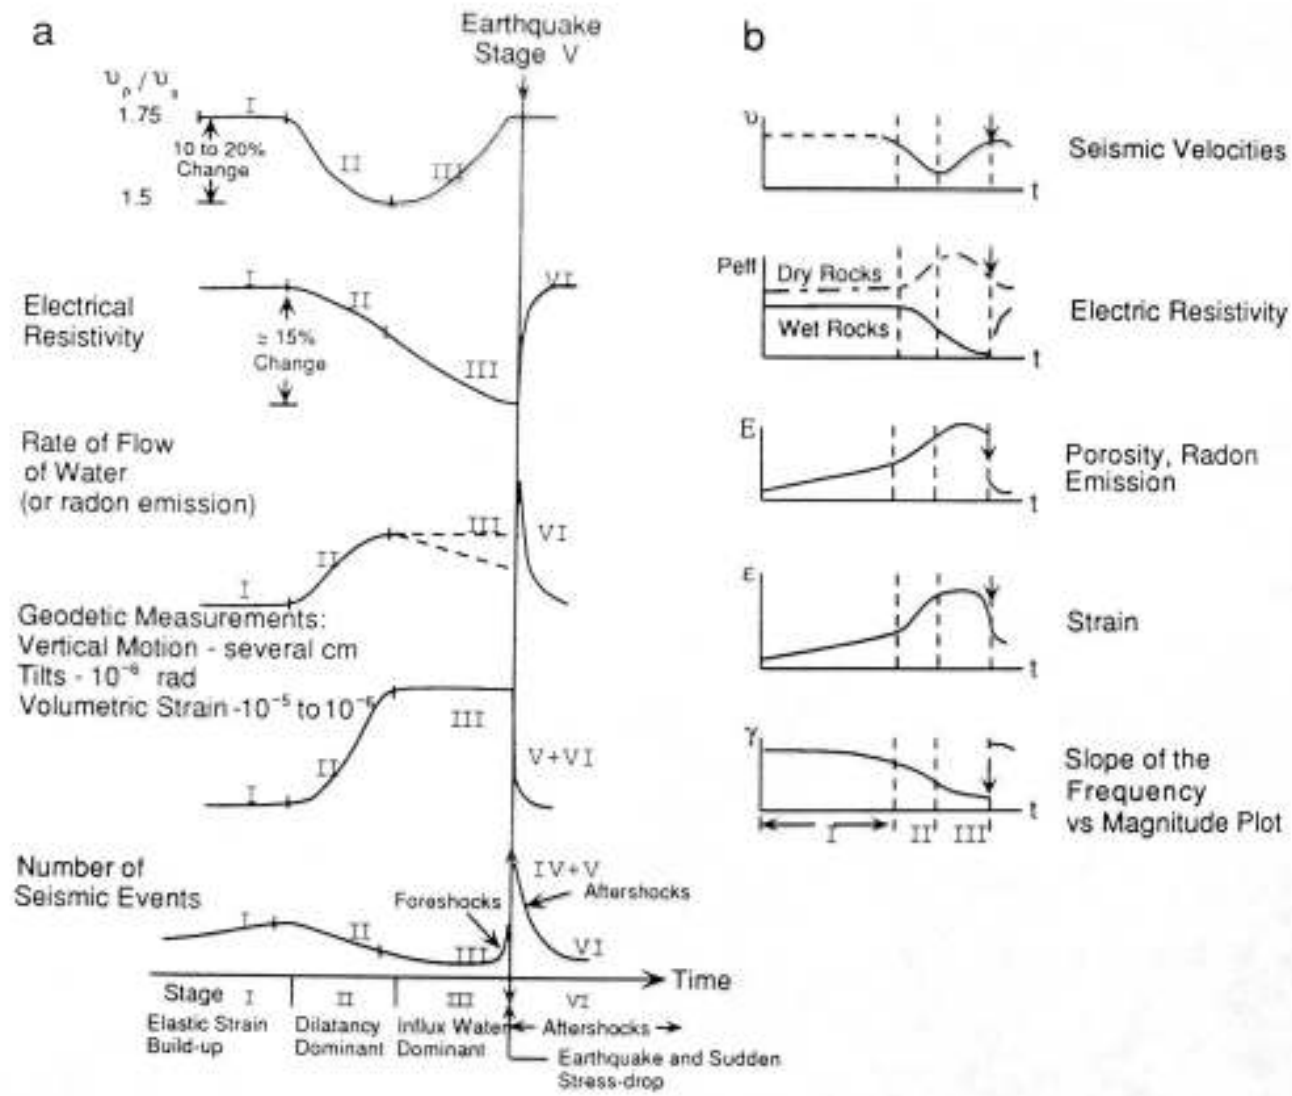 a
Earthquake
Stage V
υp / υs
1.75
I
10 to 20%
Change
II
III
1.5
Electrical
Resistivity
I
II
VI
≥ 15%
Change
III
Rate of Flow
of Water
(or radon emission)
I
II
III
VI
Geodetic Measurements:
Vertical Motion - several cm
Tilts - 10⁻⁶ rad
Volumetric Strain -10⁻⁵ to 10⁻⁶
I
II
III
V+VI
Number of
Seismic Events
I
II
III
Foreshocks
IV+V
Aftershocks
VI
Time
Stage I II III VI
Elastic Strain
Build-up
Dilatancy
Dominant
Influx Water
Dominant
Aftershocks
Earthquake and Sudden
Stress-drop
b
υ
t
Seismic Velocities
Peff
Dry Rocks
Wet Rocks
t
Electric Resistivity
E
t
Porosity, Radon
Emission
ε
t
Strain
γ
t
I II III
Slope of the
Frequency
vs Magnitude Plot